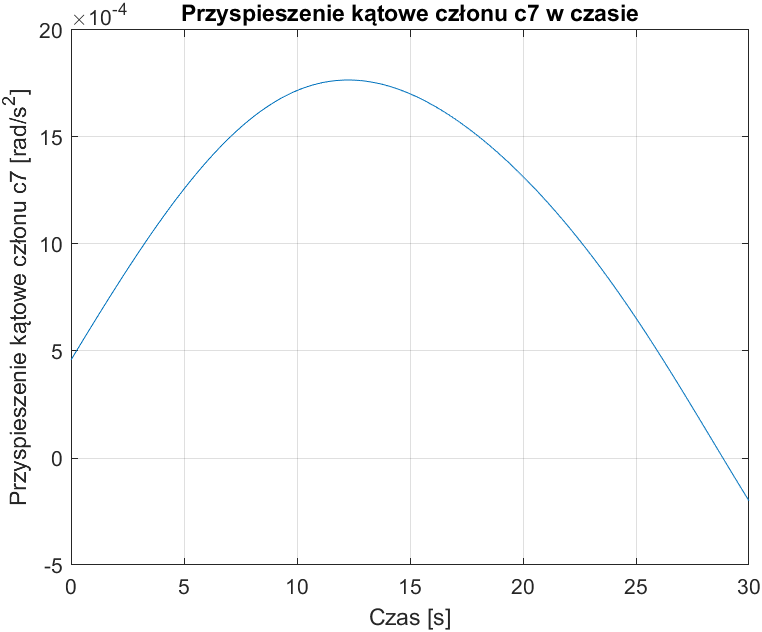 Przyspieszenie kątowe członu c7 w czasie
×10⁻⁴
Przyspieszenie kątowe członu c7 [rad/s²]
20
15
10
5
0
-5
0 5 10 15 20 25 30
Czas [s]